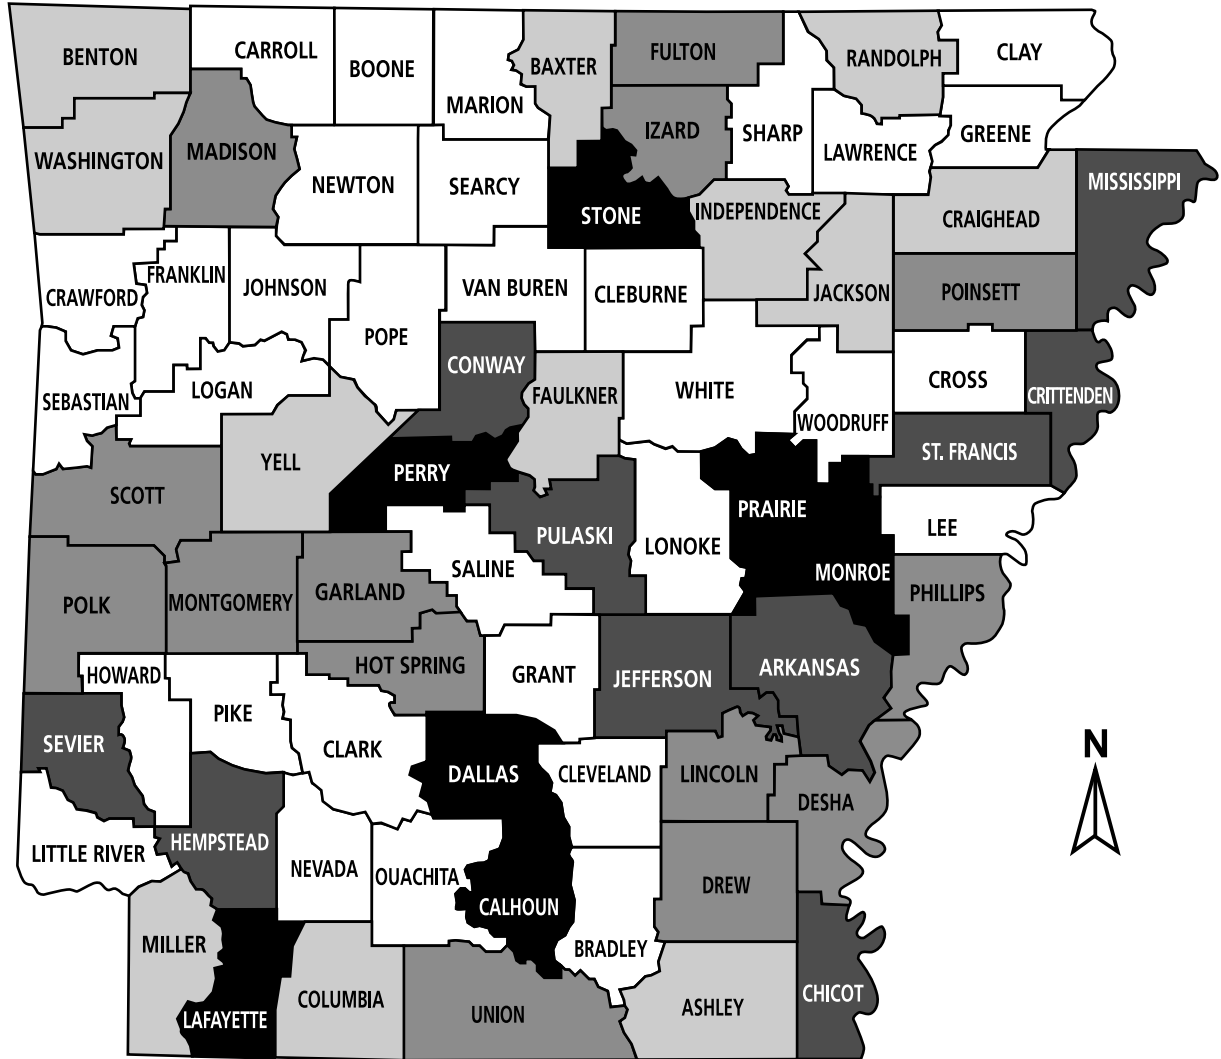 BENTON
CARROLL
BOONE
MARION
BAXTER
FULTON
RANDOLPH
CLAY
IZARD
SHARP
LAWRENCE
GREENE
WASHINGTON
MADISON
NEWTON
SEARCY
STONE
INDEPENDENCE
CRAIGHEAD
MISSISSIPPI
CRAWFORD
FRANKLIN
JOHNSON
POPE
VAN BUREN
CLEBURNE
JACKSON
POINSETT
SEBASTIAN
LOGAN
CONWAY
FAULKNER
WHITE
WOODRUFF
CROSS
CRITTENDEN
SCOTT
YELL
PERRY
PULASKI
LONOKE
PRAIRIE
ST. FRANCIS
LEE
POLK
MONTGOMERY
GARLAND
SALINE
MONROE
PHILLIPS
HOWARD
PIKE
HOT SPRING
GRANT
JEFFERSON
ARKANSAS
SEVIER
CLARK
DALLAS
CLEVELAND
LINCOLN
DESHA
N
LITTLE RIVER
HEMPSTEAD
NEVADA
OUACHITA
CALHOUN
DREW
MILLER
LAFAYETTE
COLUMBIA
UNION
BRADLEY
ASHLEY
CHICOT